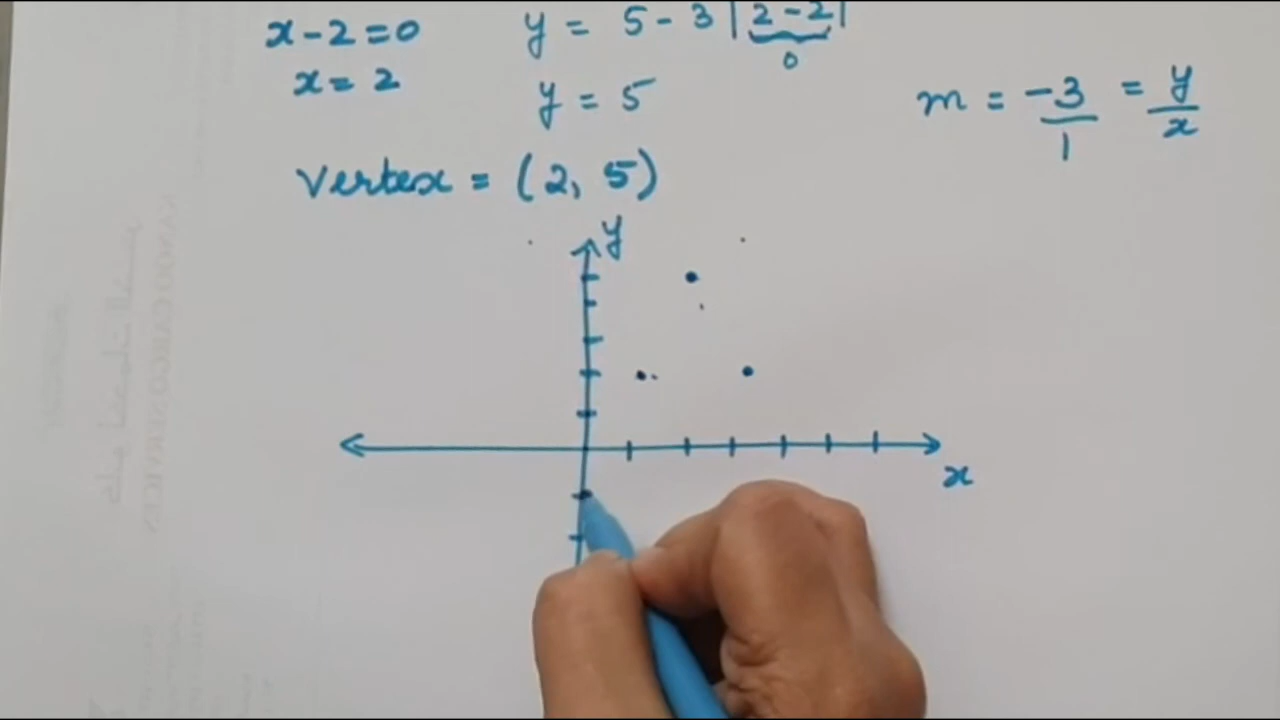 x-2=0
x=2
y = 5-3|2-2|
0
y = 5
m = -3/1 = y/x
Vertex = (2, 5)
y
x